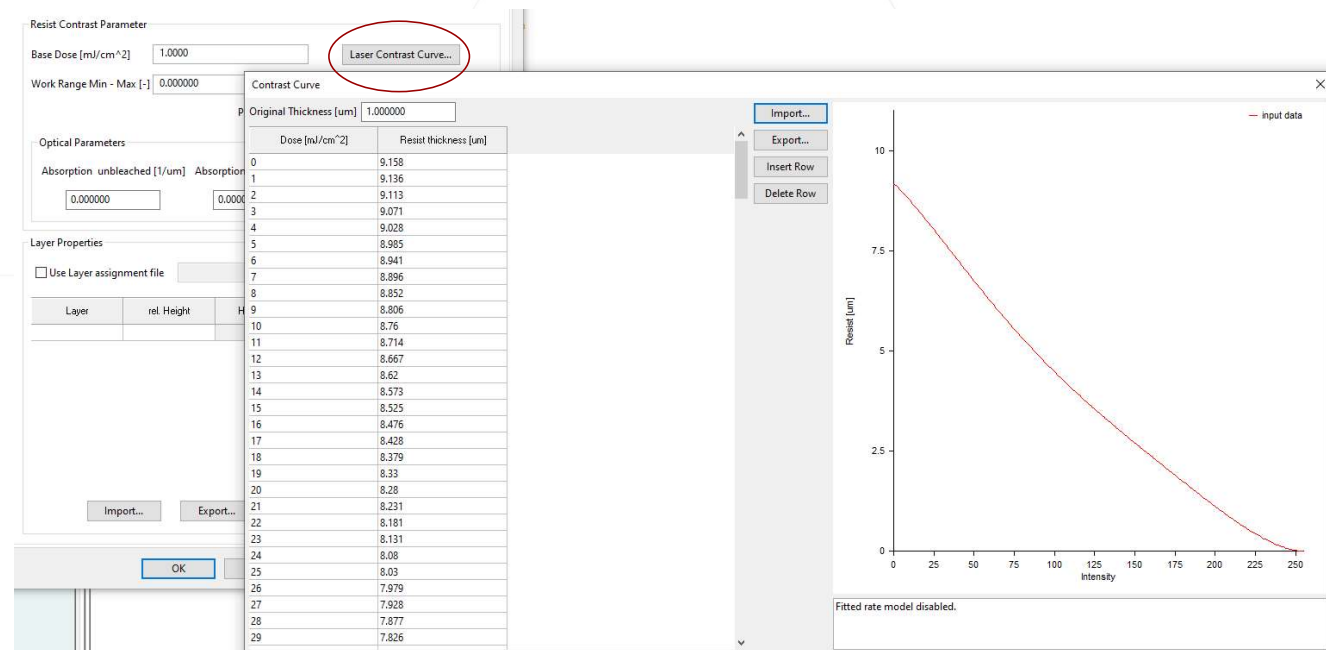 Resist Contrast Parameter
Base Dose [mJ/cm^2] 1.0000 Laser Contrast Curve...
Work Range Min - Max [-] 0.000000
P
Optical Parameters
Absorption unbleached [1/um] Absorption
0.000000 0.0000
Layer Properties
Use Layer assignment file
Layer rel. Height H
Import... Export...
OK
Contrast Curve
Original Thickness [um] 1.000000
Dose [mJ/cm^2] Resist thickness [um]
0 9.158
1 9.136
2 9.113
3 9.071
4 9.028
5 8.985
6 8.941
7 8.896
8 8.852
9 8.806
10 8.76
11 8.714
12 8.667
13 8.62
14 8.573
15 8.525
16 8.476
17 8.428
18 8.379
19 8.33
20 8.28
21 8.231
22 8.181
23 8.131
24 8.08
25 8.03
26 7.979
27 7.928
28 7.877
29 7.826
Import...
Export...
Insert Row
Delete Row
input data
10
7.5
5
2.5
0
Resist [um]
0 25 50 75 100 125 150 175 200 225 250
Intensity
Fitted rate model disabled.